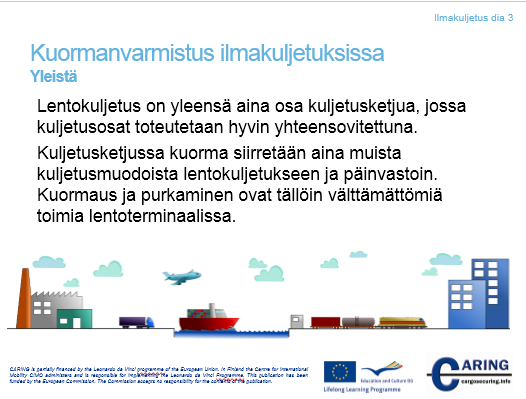 Ilmakuljetus dia 3
Kuormanvarmistus ilmakuljetuksissa
Yleistä
Lentokuljetus on yleensä aina osa kuljetusketjua, jossa
kuljetusosat toteutetaan hyvin yhteensovitettuna.
Kuljetusketjussa kuorma siirretään aina muista
kuljetusmuodoista lentokuljetukseen ja päinvastoin.
Kuormaus ja purkaminen ovat tällöin välttämättömiä
toimia lentoterminaalissa.
CARING is partially financed by the Leonardo da Vinci programme of the European Union. In Finland the Centre for International
Mobility CIMO administers and is responsible for implementing the Leonardo da Vinci Programme. This publication has been
funded by the European Commission. The Commission accepts no responsibility for the contents of the publication.
Education and Culture DG
Lifelong Learning Programme
CARING
cargosecuring.info